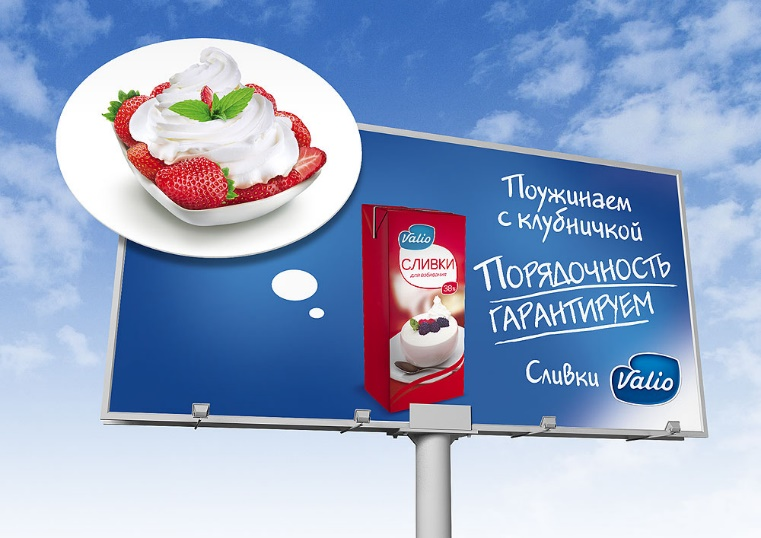 Поужинаем
с клубничкой
Порядочность
гарантируем
Сливки Valio
Valio
СЛИВКИ
для взбивания
38%